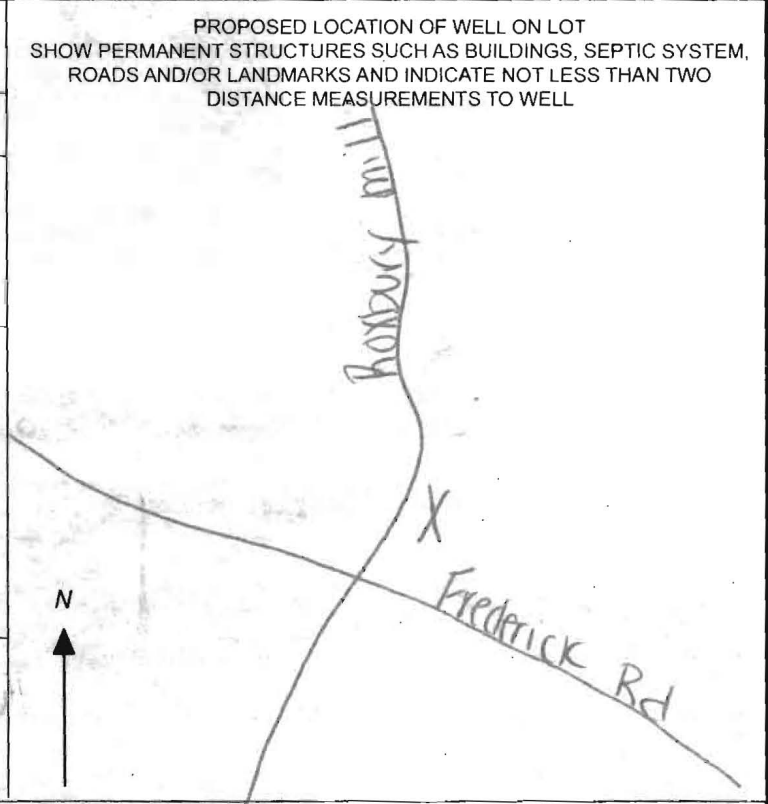 PROPOSED LOCATION OF WELL ON LOT
SHOW PERMANENT STRUCTURES SUCH AS BUILDINGS, SEPTIC SYSTEM,
ROADS AND/OR LANDMARKS AND INDICATE NOT LESS THAN TWO
DISTANCE MEASUREMENTS TO WELL
Roxbury mill
X
Frederick Rd
N